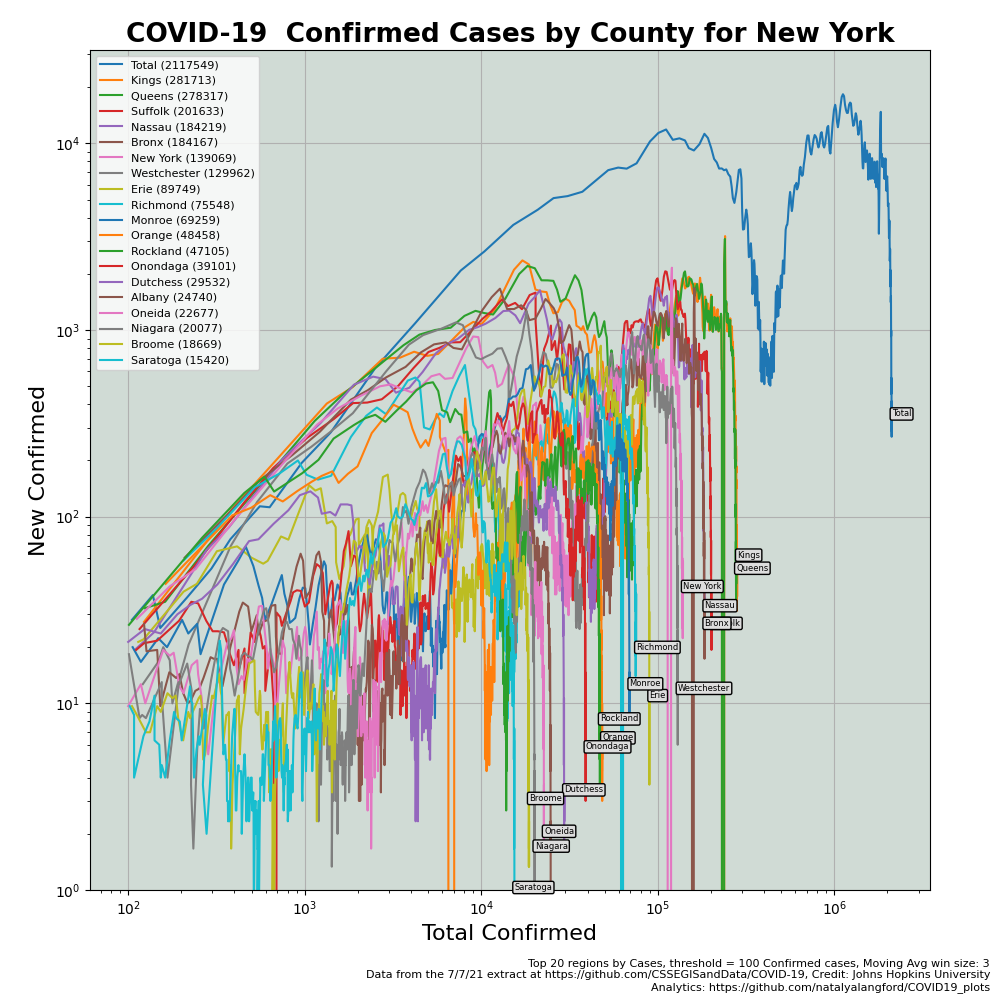 COVID-19  Confirmed Cases by County for New York
Total (2117549)
Kings (281713)
Queens (278317)
Suffolk (201633)
Nassau (184219)
Bronx (184167)
New York (139069)
Westchester (129962)
Erie (89749)
Richmond (75548)
Monroe (69259)
Orange (48458)
Rockland (47105)
Onondaga (39101)
Dutchess (29532)
Albany (24740)
Oneida (22677)
Niagara (20077)
Broome (18669)
Saratoga (15420)
New Confirmed
10^4
10^3
10^2
10^1
10^0
Total
Kings
Queens
New York
Nassau
Bronx lk
Richmond
Monroe
Westchester
Erie
Rockland
Orange
Onondaga
Dutchess
Broome
Oneida
Niagara
Saratoga
10^2 10^3 10^4 10^5 10^6
Total Confirmed
Top 20 regions by Cases, threshold = 100 Confirmed cases, Moving Avg win size: 3
Data from the 7/7/21 extract at https://github.com/CSSEGISandData/COVID-19, Credit: Johns Hopkins University
Analytics: https://github.com/natalyalangford/COVID19_plots